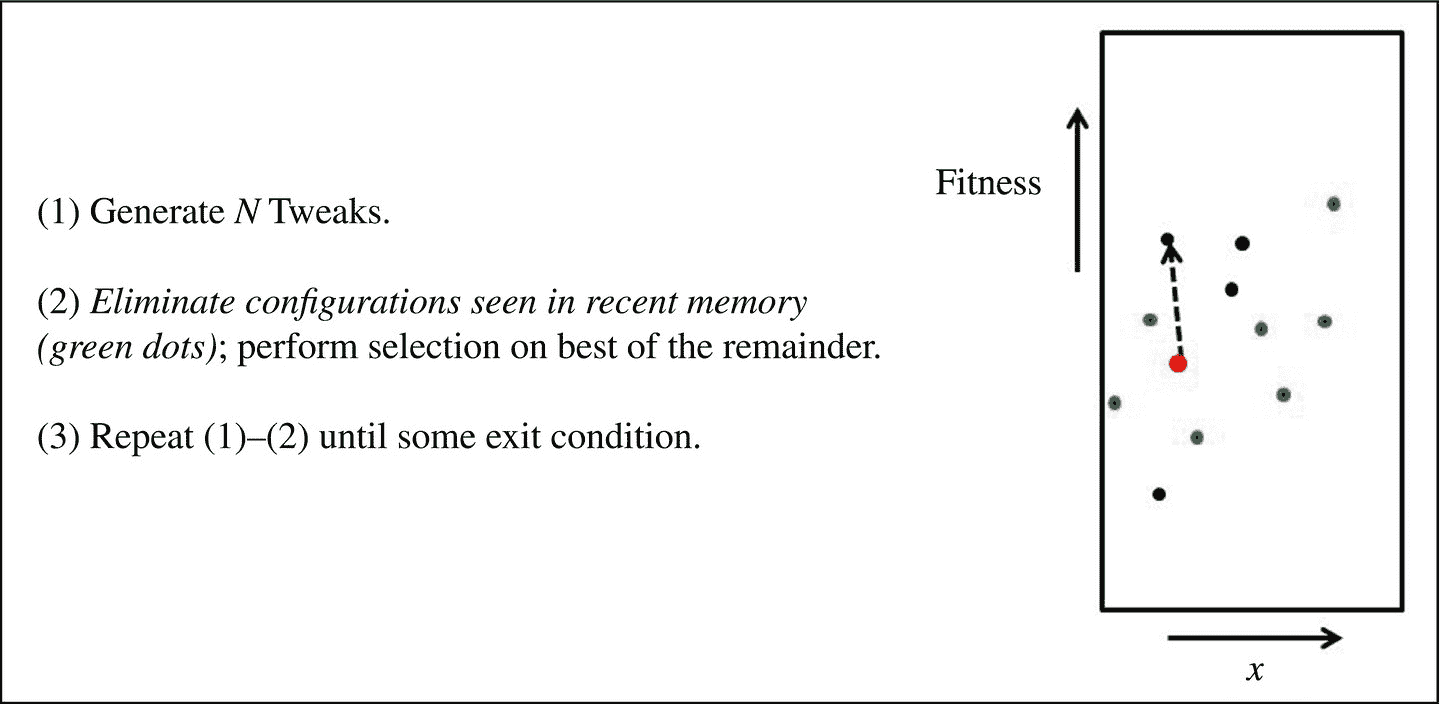 (1) Generate N Tweaks.
(2) Eliminate configurations seen in recent memory
(green dots); perform selection on best of the remainder.
(3) Repeat (1)–(2) until some exit condition.
Fitness
x